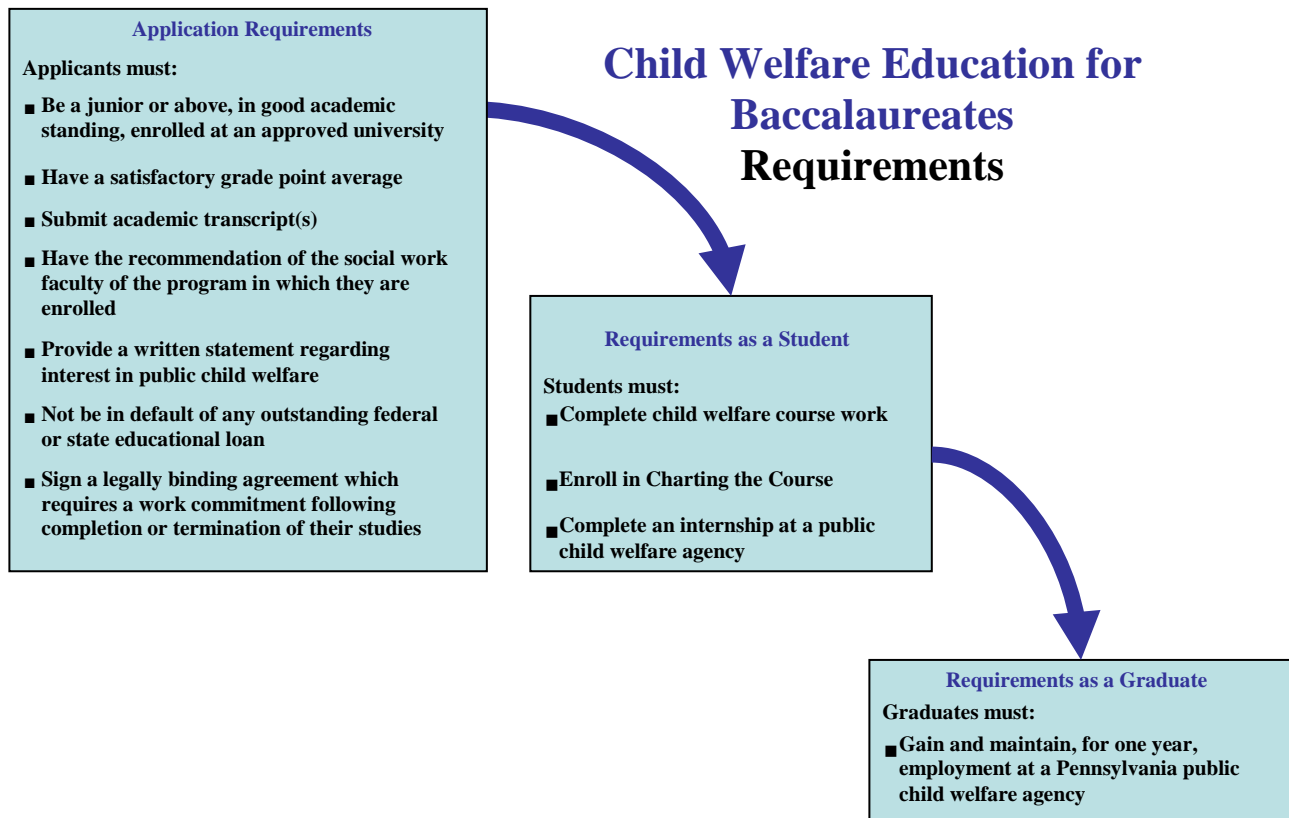 Child Welfare Education for
Baccalaureates
Requirements
Application Requirements
Applicants must:
■ Be a junior or above, in good academic
standing, enrolled at an approved university
■ Have a satisfactory grade point average
■ Submit academic transcript(s)
■ Have the recommendation of the social work
faculty of the program in which they are
enrolled
■ Provide a written statement regarding
interest in public child welfare
■ Not be in default of any outstanding federal
or state educational loan
■ Sign a legally binding agreement which
requires a work commitment following
completion or termination of their studies
Requirements as a Student
Students must:
■ Complete child welfare course work
■ Enroll in Charting the Course
■ Complete an internship at a public
child welfare agency
Requirements as a Graduate
Graduates must:
■ Gain and maintain, for one year,
employment at a Pennsylvania public
child welfare agency